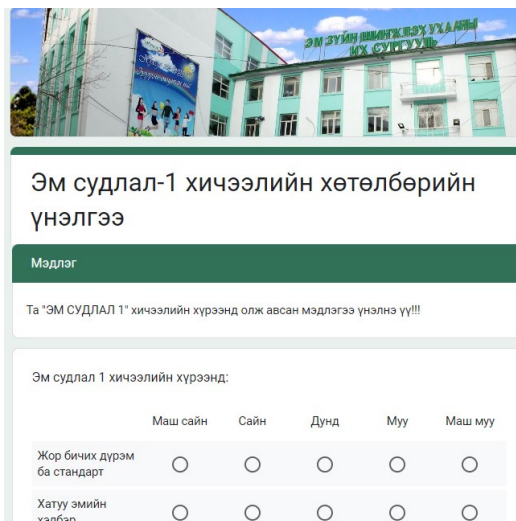 ЭМ ЗҮЙН ШИНЖЛЭХ УХААНЫ
ИХ СУРГУУЛЬ
Эм судлал-1 хичээлийн хөтөлбөрийн
үнэлгээ
Мэдлэг
Та "ЭМ СУДЛАЛ 1" хичээлийн хүрээнд олж авсан мэдлэгээ үнэлнэ үү!!!
Эм судлал 1 хичээлийн хүрээнд:
Маш сайн Сайн Дунд Муу Маш муу
Жор бичих дүрэм
ба стандарт
Хатуу эмийн
хэлбэр